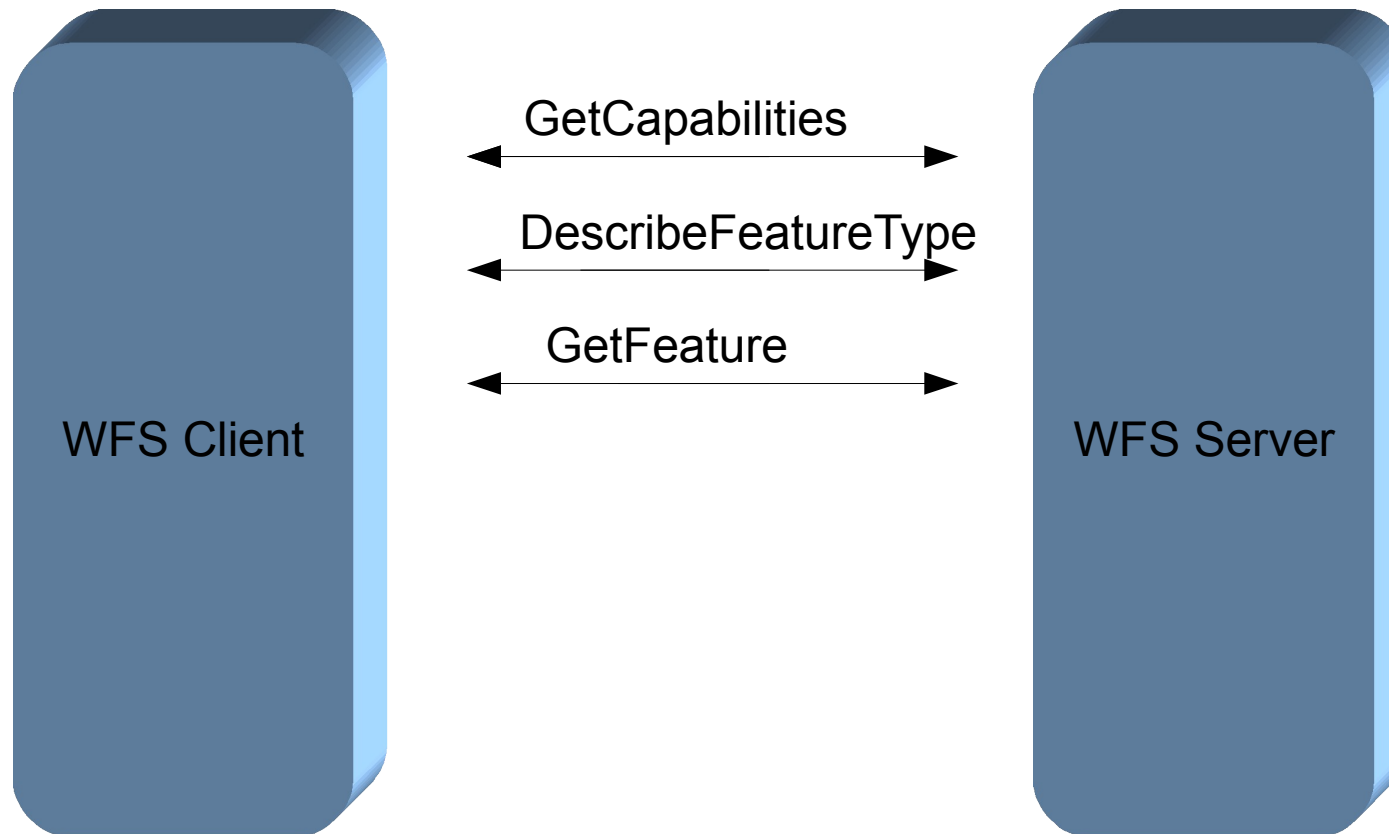 GetCapabilities
DescribeFeatureType
GetFeature
WFS Client
WFS Server